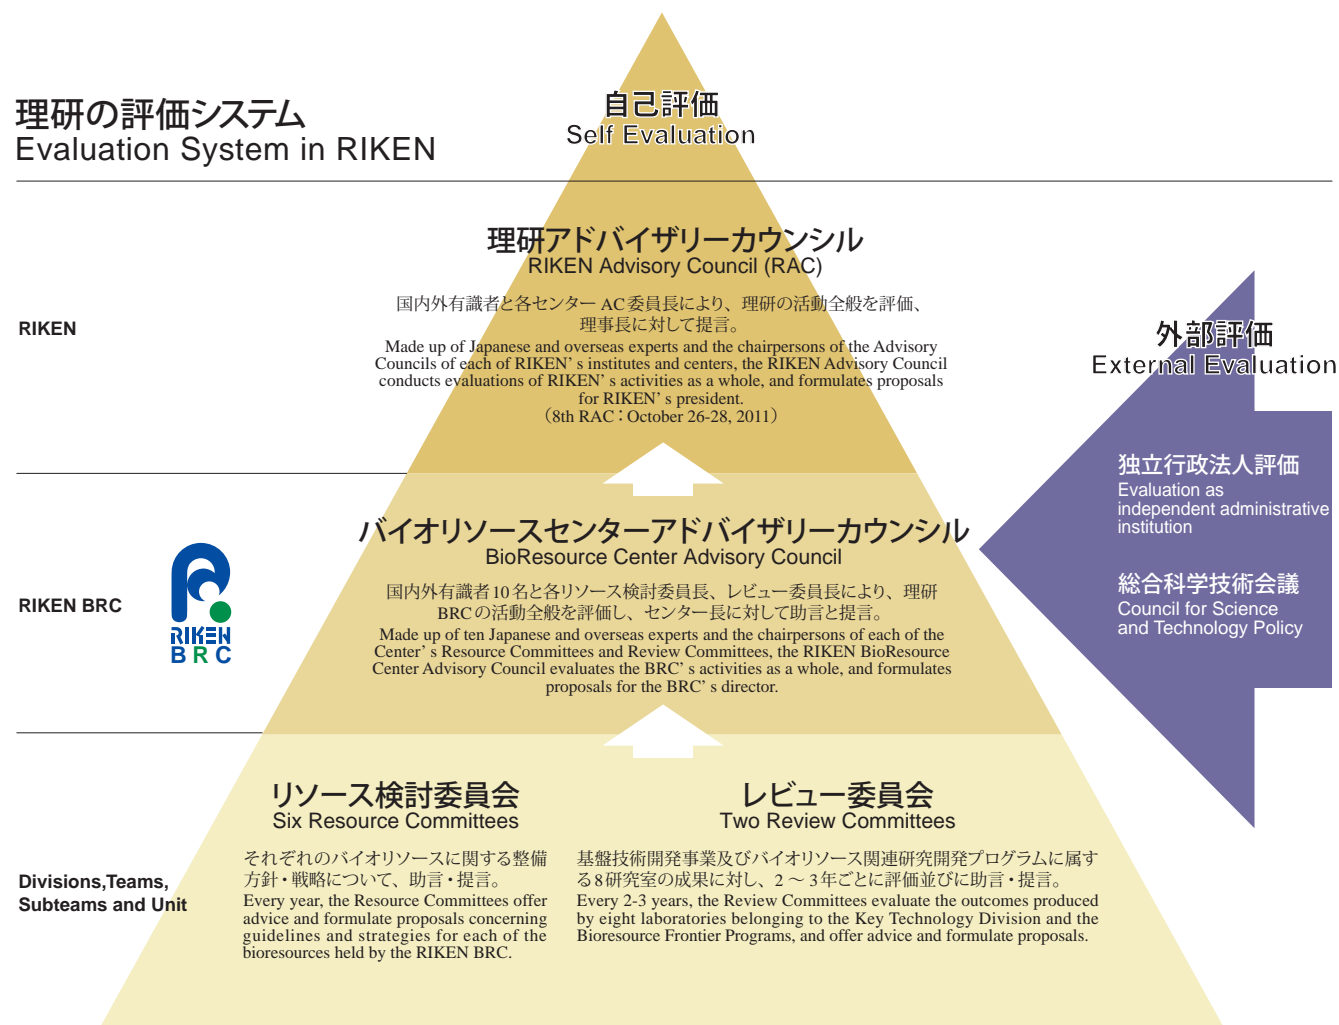 理研の評価システム
Evaluation System in RIKEN
自己評価
Self Evaluation
RIKEN
理研アドバイザリーカウンシル
RIKEN Advisory Council (RAC)
国内外有識者と各センター AC委員長により、理研の活動全般を評価、
理事長に対して提言。
Made up of Japanese and overseas experts and the chairpersons of the Advisory
Councils of each of RIKEN’ s institutes and centers, the RIKEN Advisory Council
conducts evaluations of RIKEN’ s activities as a whole, and formulates proposals
for RIKEN’ s president.
（8th RAC：October 26-28, 2011）
RIKEN BRC
RIKEN
BRC
バイオリソースセンターアドバイザリーカウンシル
BioResource Center Advisory Council
国内外有識者10名と各リソース検討委員長、レビュー委員長により、理研
BRCの活動全般を評価し、センター長に対して助言と提言。
Made up of ten Japanese and overseas experts and the chairpersons of each of the
Center’ s Resource Committees and Review Committees, the RIKEN BioResource
Center Advisory Council evaluates the BRC’ s activities as a whole, and formulates
proposals for the BRC’ s director.
Divisions,Teams,
Subteams and Unit
リソース検討委員会
Six Resource Committees
それぞれのバイオリソースに関する整備
方針・戦略について、助言・提言。
Every year, the Resource Committees offer
advice and formulate proposals concerning
guidelines and strategies for each of the
bioresources held by the RIKEN BRC.
レビュー委員会
Two Review Committees
基盤技術開発事業及びバイオリソース関連研究開発プログラムに属す
る8研究室の成果に対し、2 ～ 3年ごとに評価並びに助言・提言。
Every 2-3 years, the Review Committees evaluate the outcomes produced
by eight laboratories belonging to the Key Technology Division and the
Bioresource Frontier Programs, and offer advice and formulate proposals.
外部評価
External Evaluation
独立行政法人評価
Evaluation as
independent administrative
institution
総合科学技術会議
Council for Science
and Technology Policy